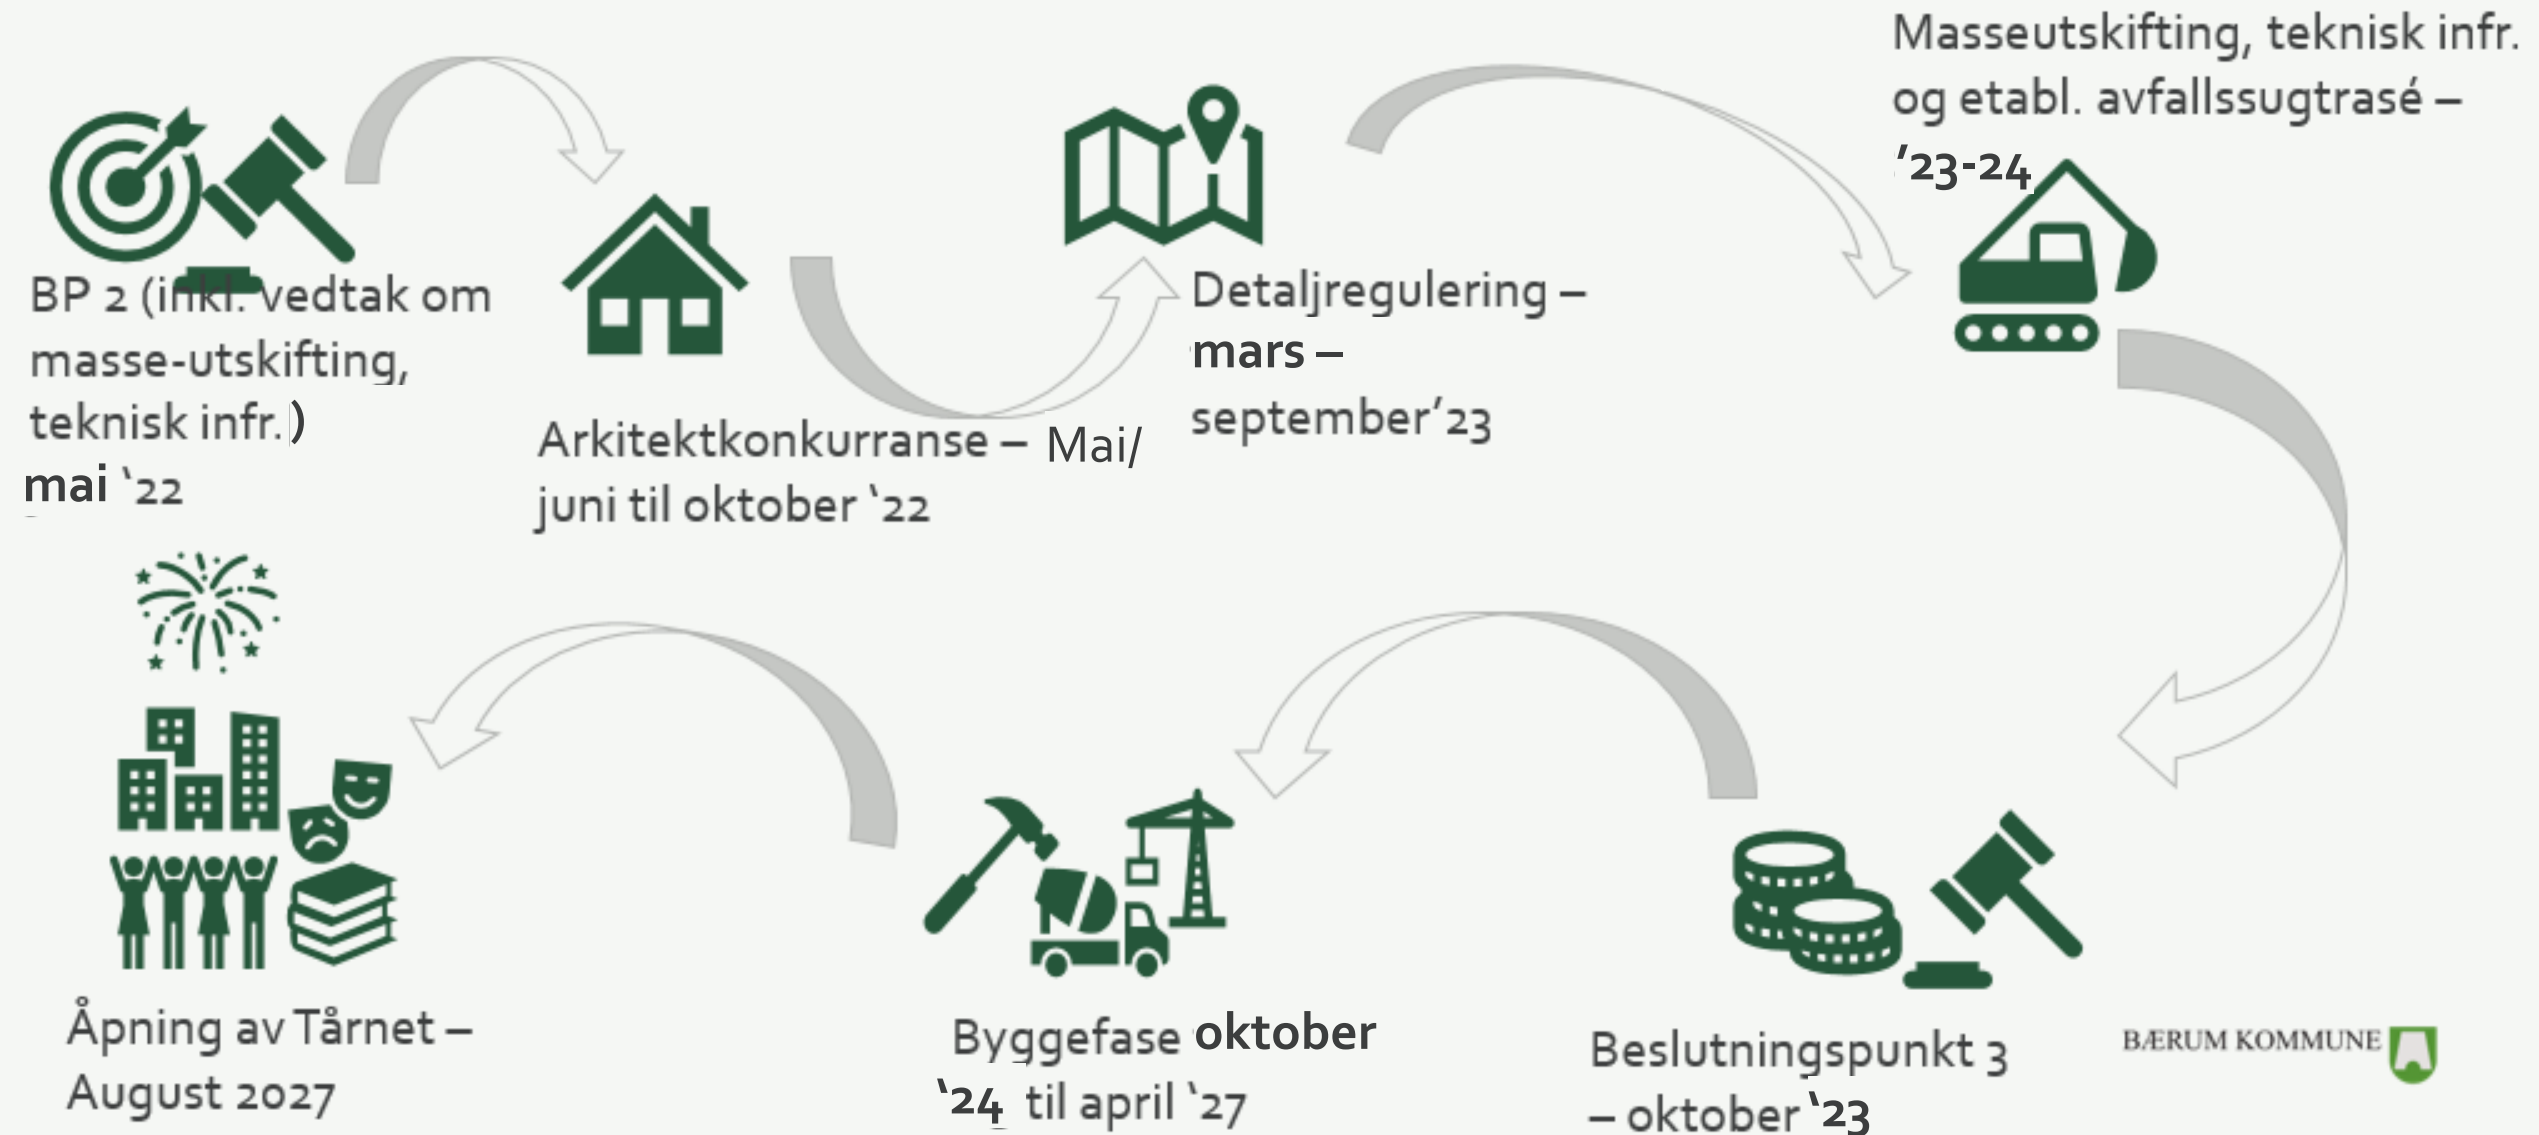 BP 2 (inkl. vedtak om
masse-utskifting,
teknisk infr.)
mai ‘22
Arkitektkonkurranse – Mai/
juni til oktober ‘22
Detaljregulering –
mars –
september’23
Masseutskifting, teknisk infr.
og etabl. avfallssugtrasé –
’23-24
Beslutningspunkt 3
– oktober ‘23
Byggefase oktober
‘24 til april ‘27
Åpning av Tårnet –
August 2027
BÆRUM KOMMUNE